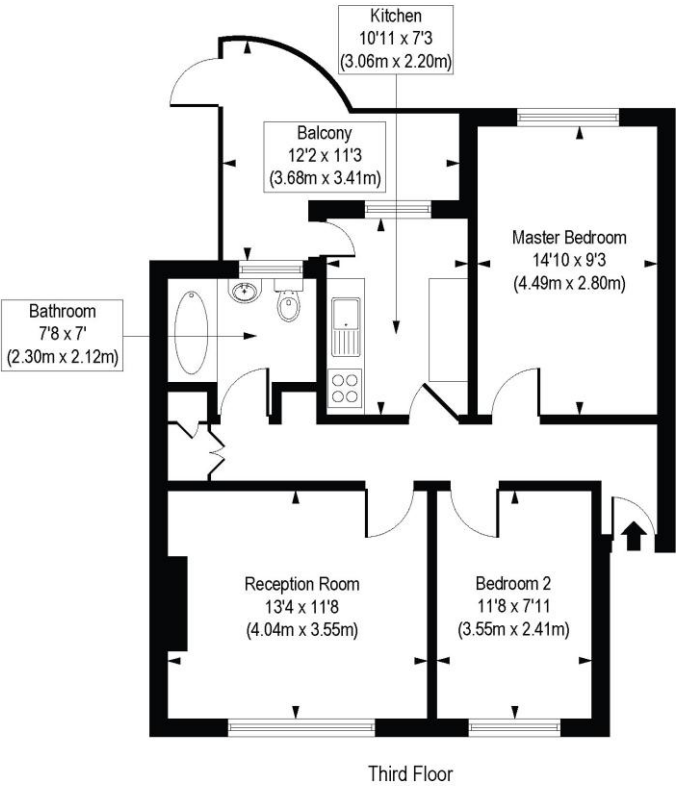 Kitchen
10'11 x 7'3
(3.06m x 2.20m)
Balcony
12'2 x 11'3
(3.68m x 3.41m)
Master Bedroom
14'10 x 9'3
(4.49m x 2.80m)
Bathroom
7'8 x 7'
(2.30m x 2.12m)
Reception Room
13'4 x 11'8
(4.04m x 3.55m)
Bedroom 2
11'8 x 7'11
(3.55m x 2.41m)
Third Floor